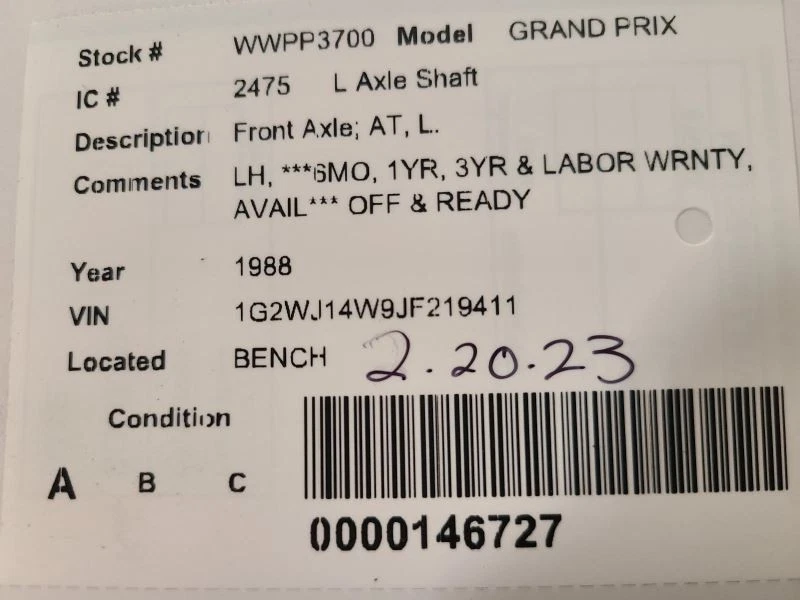 Stock # WWPP3700 Model GRAND PRIX
IC # 2475 L Axle Shaft
Description Front Axle; AT, L.
Comments LH, ***6MO, 1YR, 3YR & LABOR WRNTY,
AVAIL*** OFF & READY
Year 1988
VIN 1G2WJ14W9JF219411
Located BENCH 2.20.23
Condition
A B C
0000146727